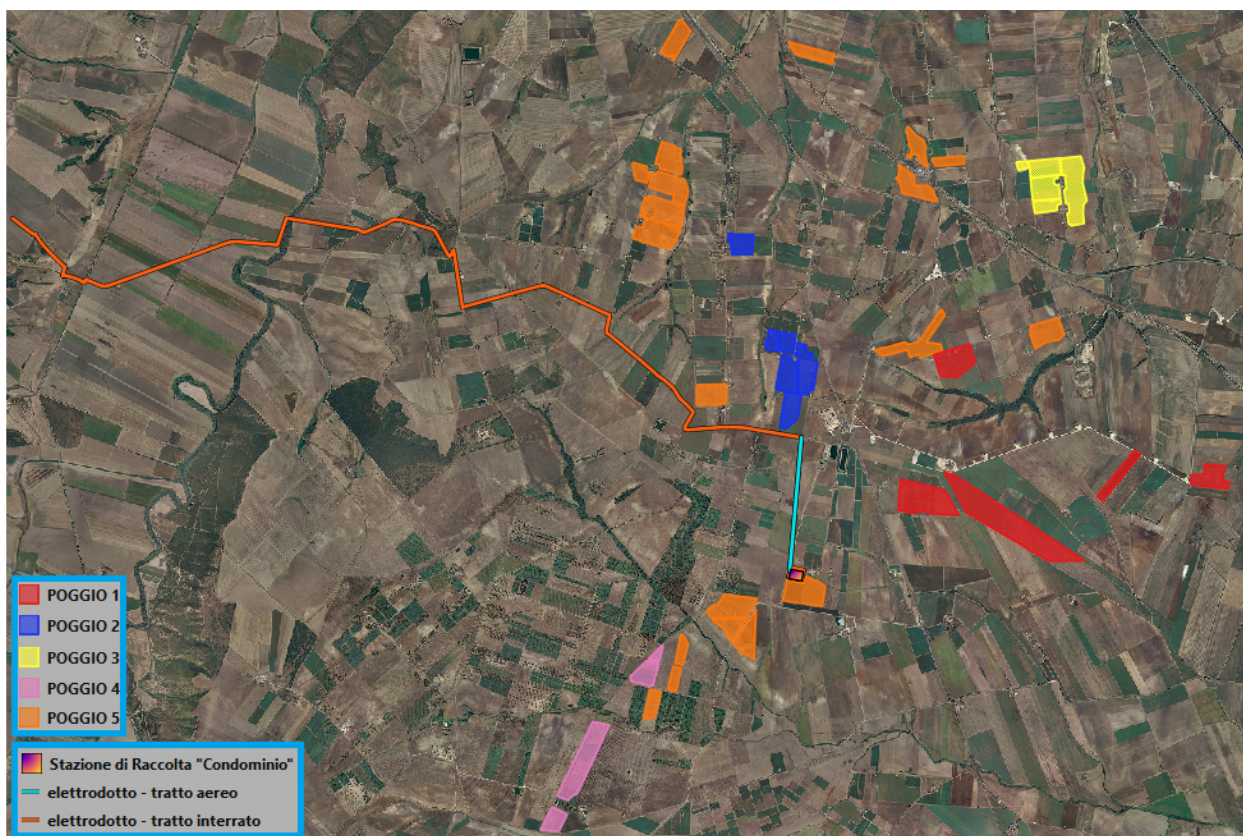 POGGIO 1
POGGIO 2
POGGIO 3
POGGIO 4
POGGIO 5
Stazione di Raccolta "Condominio"
elettrodotto - tratto aereo
elettrodotto - tratto interrato